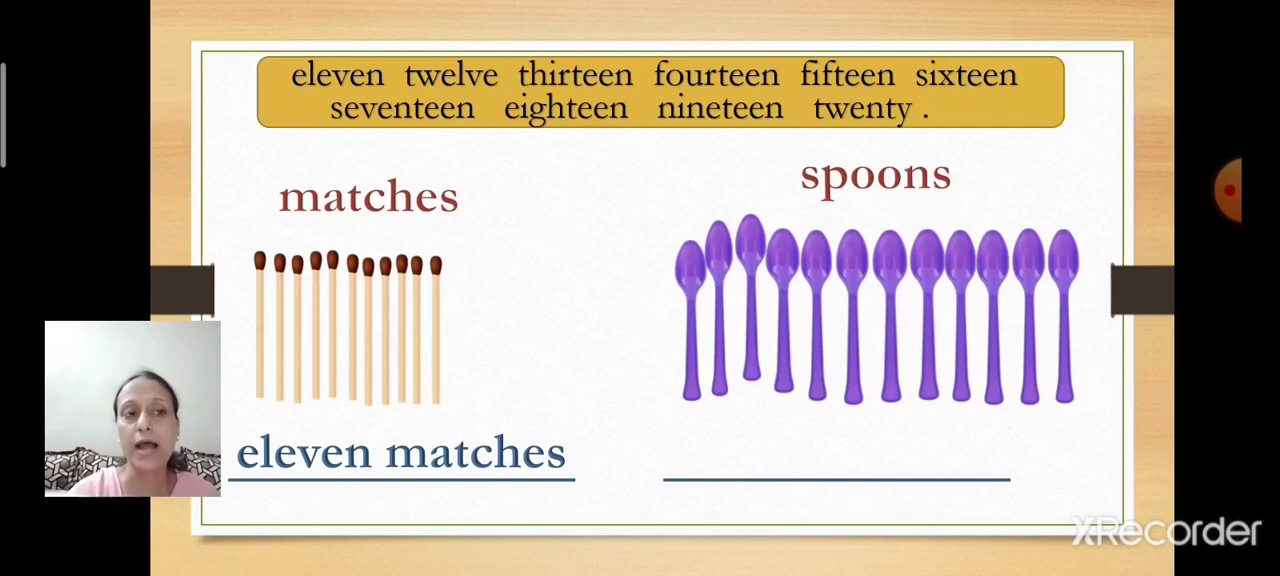 eleven twelve thirteen fourteen fifteen sixteen
seventeen eighteen nineteen twenty .
matches
spoons
eleven matches
XRecorder